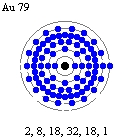 Au 79
2, 8, 18, 32, 18, 1